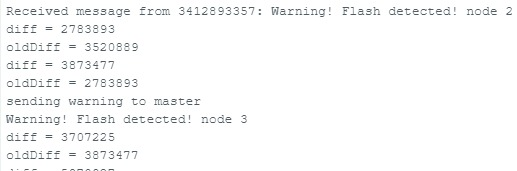 Received message from 3412893357: Warning! Flash detected! node 2
diff = 2783893
oldDiff = 3520889
diff = 3873477
oldDiff = 2783893
sending warning to master
Warning! Flash detected! node 3
diff = 3707225
oldDiff = 3873477